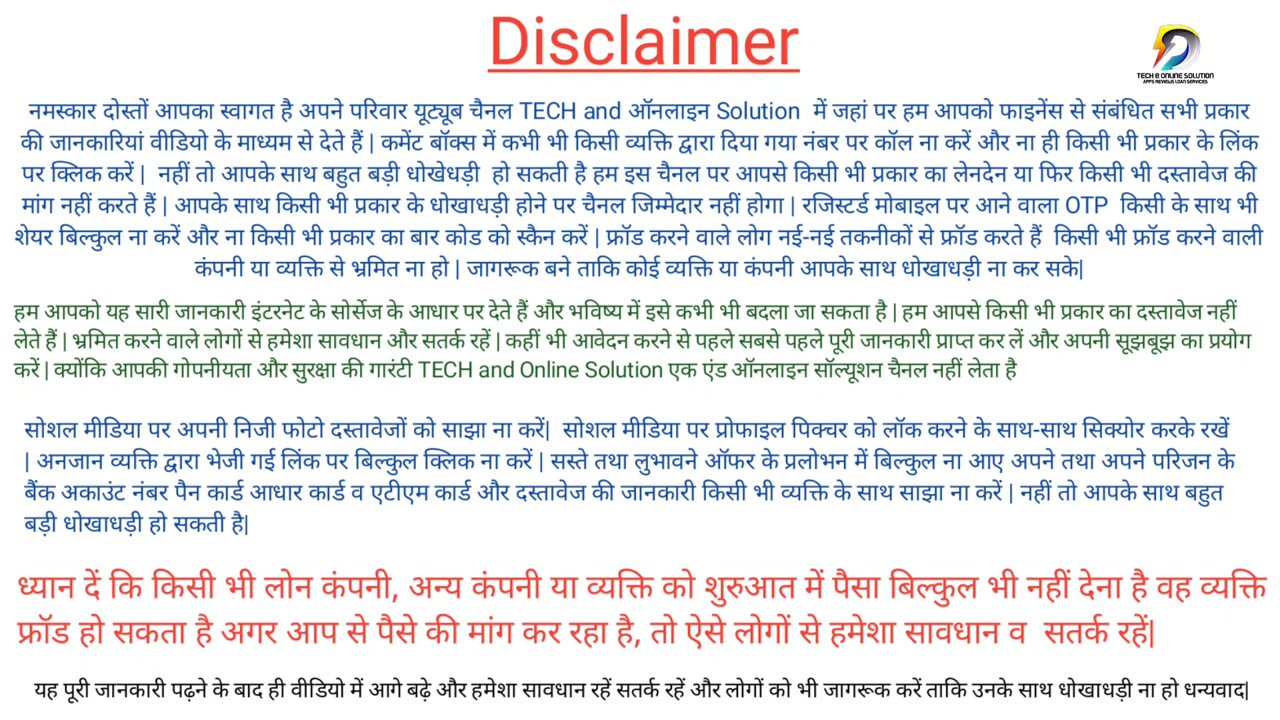 Disclaimer
TECH & ONLINE SOLUTION
APPS REVIEWS LOAN SERVICES
नमस्कार दोस्तों आपका स्वागत है अपने परिवार यूट्यूब चैनल TECH and ऑनलाइन Solution में जहां पर हम आपको फाइनेंस से संबंधित सभी प्रकार
की जानकारियां वीडियो के माध्यम से देते हैं | कमेंट बॉक्स में कभी भी किसी व्यक्ति द्वारा दिया गया नंबर पर कॉल ना करें और ना ही किसी भी प्रकार के लिंक
पर क्लिक करें | नहीं तो आपके साथ बहुत बड़ी धोखेधड़ी हो सकती है हम इस चैनल पर आपसे किसी भी प्रकार का लेनदेन या फिर किसी भी दस्तावेज की
मांग नहीं करते हैं | आपके साथ किसी भी प्रकार के धोखाधड़ी होने पर चैनल जिम्मेदार नहीं होगा | रजिस्टर्ड मोबाइल पर आने वाला OTP किसी के साथ भी
शेयर बिल्कुल ना करें और ना किसी भी प्रकार का बार कोड को स्कैन करें | फ्रॉड करने वाले लोग नई-नई तकनीकों से फ्रॉड करते हैं किसी भी फ्रॉड करने वाली
कंपनी या व्यक्ति से भ्रमित ना हो | जागरूक बने ताकि कोई व्यक्ति या कंपनी आपके साथ धोखाधड़ी ना कर सके|
हम आपको यह सारी जानकारी इंटरनेट के सोर्सेज के आधार पर देते हैं और भविष्य में इसे कभी भी बदला जा सकता है | हम आपसे किसी भी प्रकार का दस्तावेज नहीं
लेते हैं | भ्रमित करने वाले लोगों से हमेशा सावधान और सतर्क रहें | कहीं भी आवेदन करने से पहले सबसे पहले पूरी जानकारी प्राप्त कर लें और अपनी सूझबूझ का प्रयोग
करें | क्योंकि आपकी गोपनीयता और सुरक्षा की गारंटी TECH and Online Solution एक एंड ऑनलाइन सॉल्यूशन चैनल नहीं लेता है
सोशल मीडिया पर अपनी निजी फोटो दस्तावेजों को साझा ना करें| सोशल मीडिया पर प्रोफाइल पिक्चर को लॉक करने के साथ-साथ सिक्योर करके रखें
| अनजान व्यक्ति द्वारा भेजी गई लिंक पर बिल्कुल क्लिक ना करें | सस्ते तथा लुभावने ऑफर के प्रलोभन में बिल्कुल ना आए अपने तथा अपने परिजन के
बैंक अकाउंट नंबर पैन कार्ड आधार कार्ड व एटीएम कार्ड और दस्तावेज की जानकारी किसी भी व्यक्ति के साथ साझा ना करें | नहीं तो आपके साथ बहुत
बड़ी धोखाधड़ी हो सकती है|
ध्यान दें कि किसी भी लोन कंपनी, अन्य कंपनी या व्यक्ति को शुरुआत में पैसा बिल्कुल भी नहीं देना है वह व्यक्ति
फ्रॉड हो सकता है अगर आप से पैसे की मांग कर रहा है, तो ऐसे लोगों से हमेशा सावधान व सतर्क रहें|
यह पूरी जानकारी पढ़ने के बाद ही वीडियो में आगे बढ़े और हमेशा सावधान रहें सतर्क रहें और लोगों को भी जागरूक करें ताकि उनके साथ धोखाधड़ी ना हो धन्यवाद|